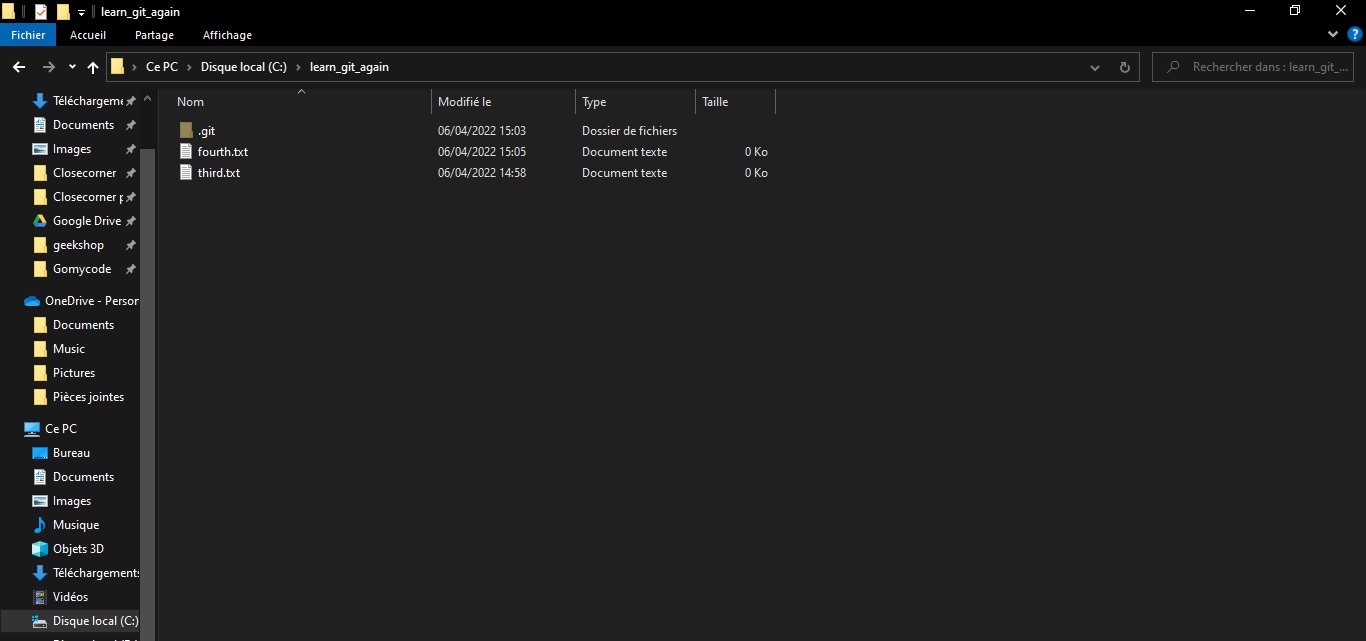 learn_git_again
Fichier Accueil Partage Affichage
Ce PC › Disque local (C:) › learn_git_again
Rechercher dans : learn_git_...
Nom Modifié le Type Taille
.git 06/04/2022 15:03 Dossier de fichiers
fourth.txt 06/04/2022 15:05 Document texte 0 Ko
third.txt 06/04/2022 14:58 Document texte 0 Ko
Téléchargeme
Documents
Images
Closecorner
Closecorner p
Google Drive
geekshop
Gomycode
OneDrive - Person
Documents
Music
Pictures
Pièces jointes
Ce PC
Bureau
Documents
Images
Musique
Objets 3D
Téléchargements
Vidéos
Disque local (C:)